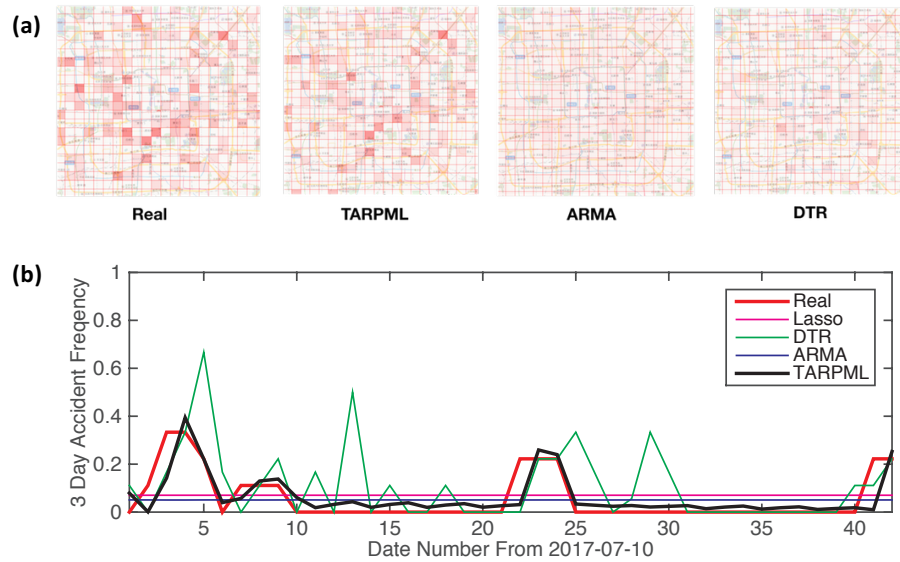 (a)
Real
TARPML
ARMA
DTR
(b)
3 Day Accident Freqency
1
0.8
0.6
0.4
0.2
0
Real
Lasso
DTR
ARMA
TARPML
5 10 15 20 25 30 35 40
Date Number From 2017-07-10